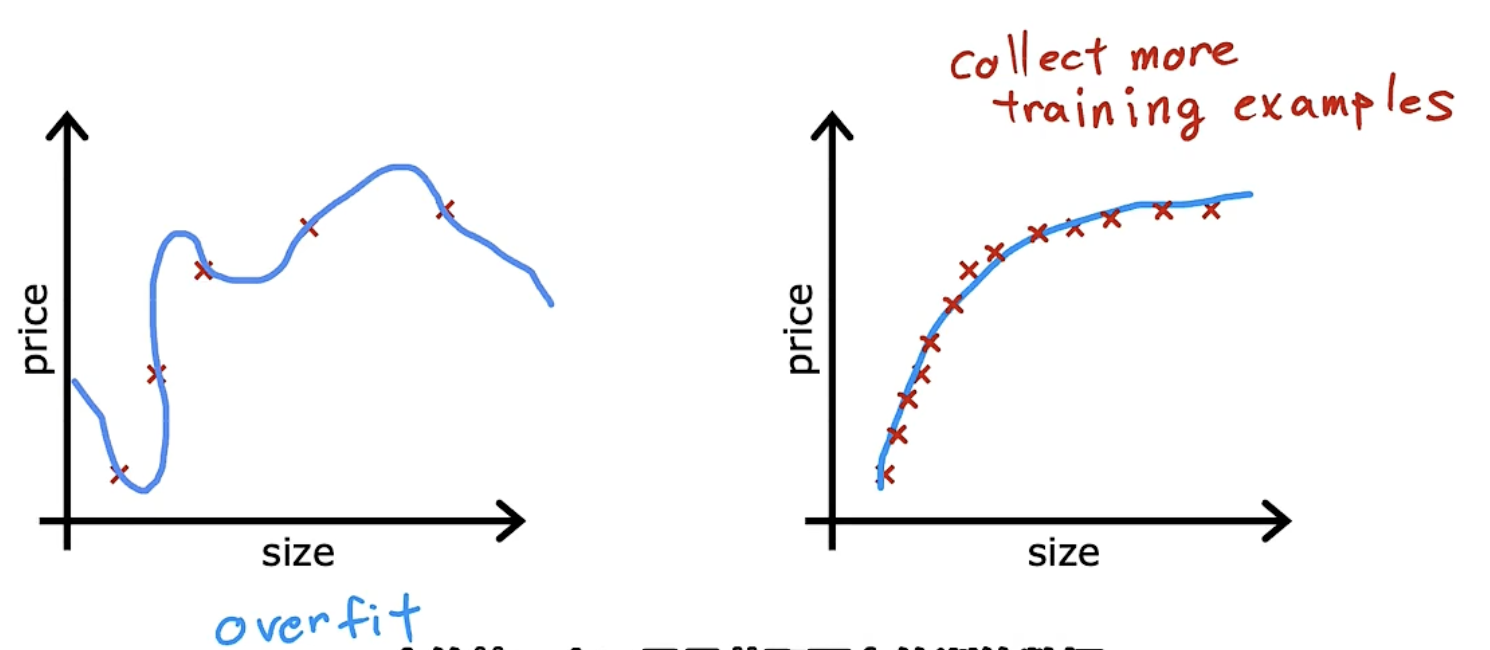 collect more
training examples
price
size
price
size
overfit